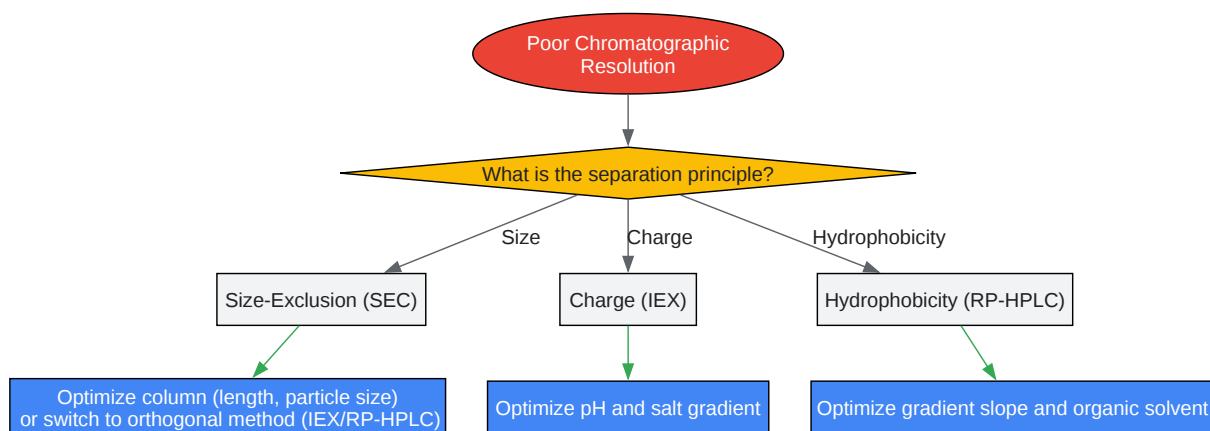 Poor Chromatographic
Resolution
What is the separation principle?
Size
Charge
Hydrophobicity
Size-Exclusion (SEC)
Charge (IEX)
Hydrophobicity (RP-HPLC)
Optimize column (length, particle size)
or switch to orthogonal method (IEX/RP-HPLC)
Optimize pH and salt gradient
Optimize gradient slope and organic solvent